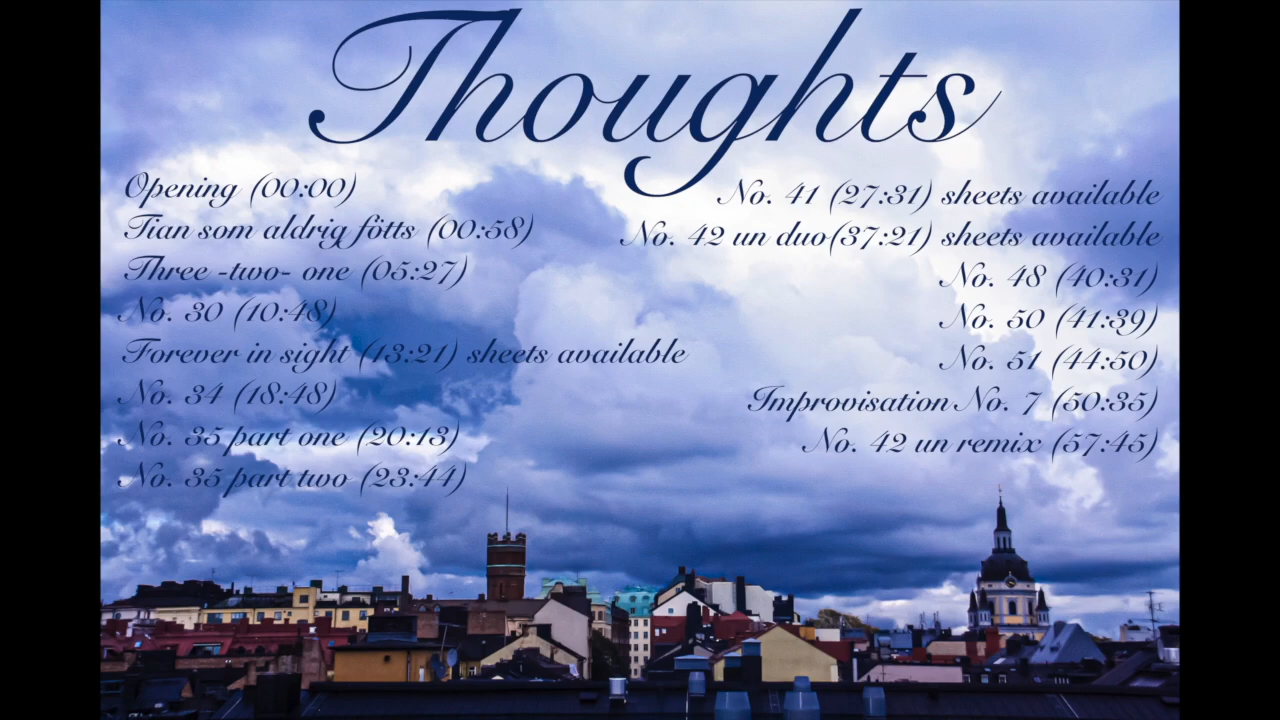 Thoughts
Opening (00:00)
Tian som aldrig fötts (00:58)
Three -two- one (05:27)
No. 30 (10:48)
Forever in sight (13:21) sheets available
No. 34 (18:48)
No. 35 part one (20:13)
No. 35 part two (23:44)
No. 41 (27:31) sheets available
No. 42 un duo(37:21) sheets available
No. 48 (40:31)
No. 50 (41:39)
No. 51 (44:50)
Improvisation No. 7 (50:35)
No. 42 un remix (57:45)